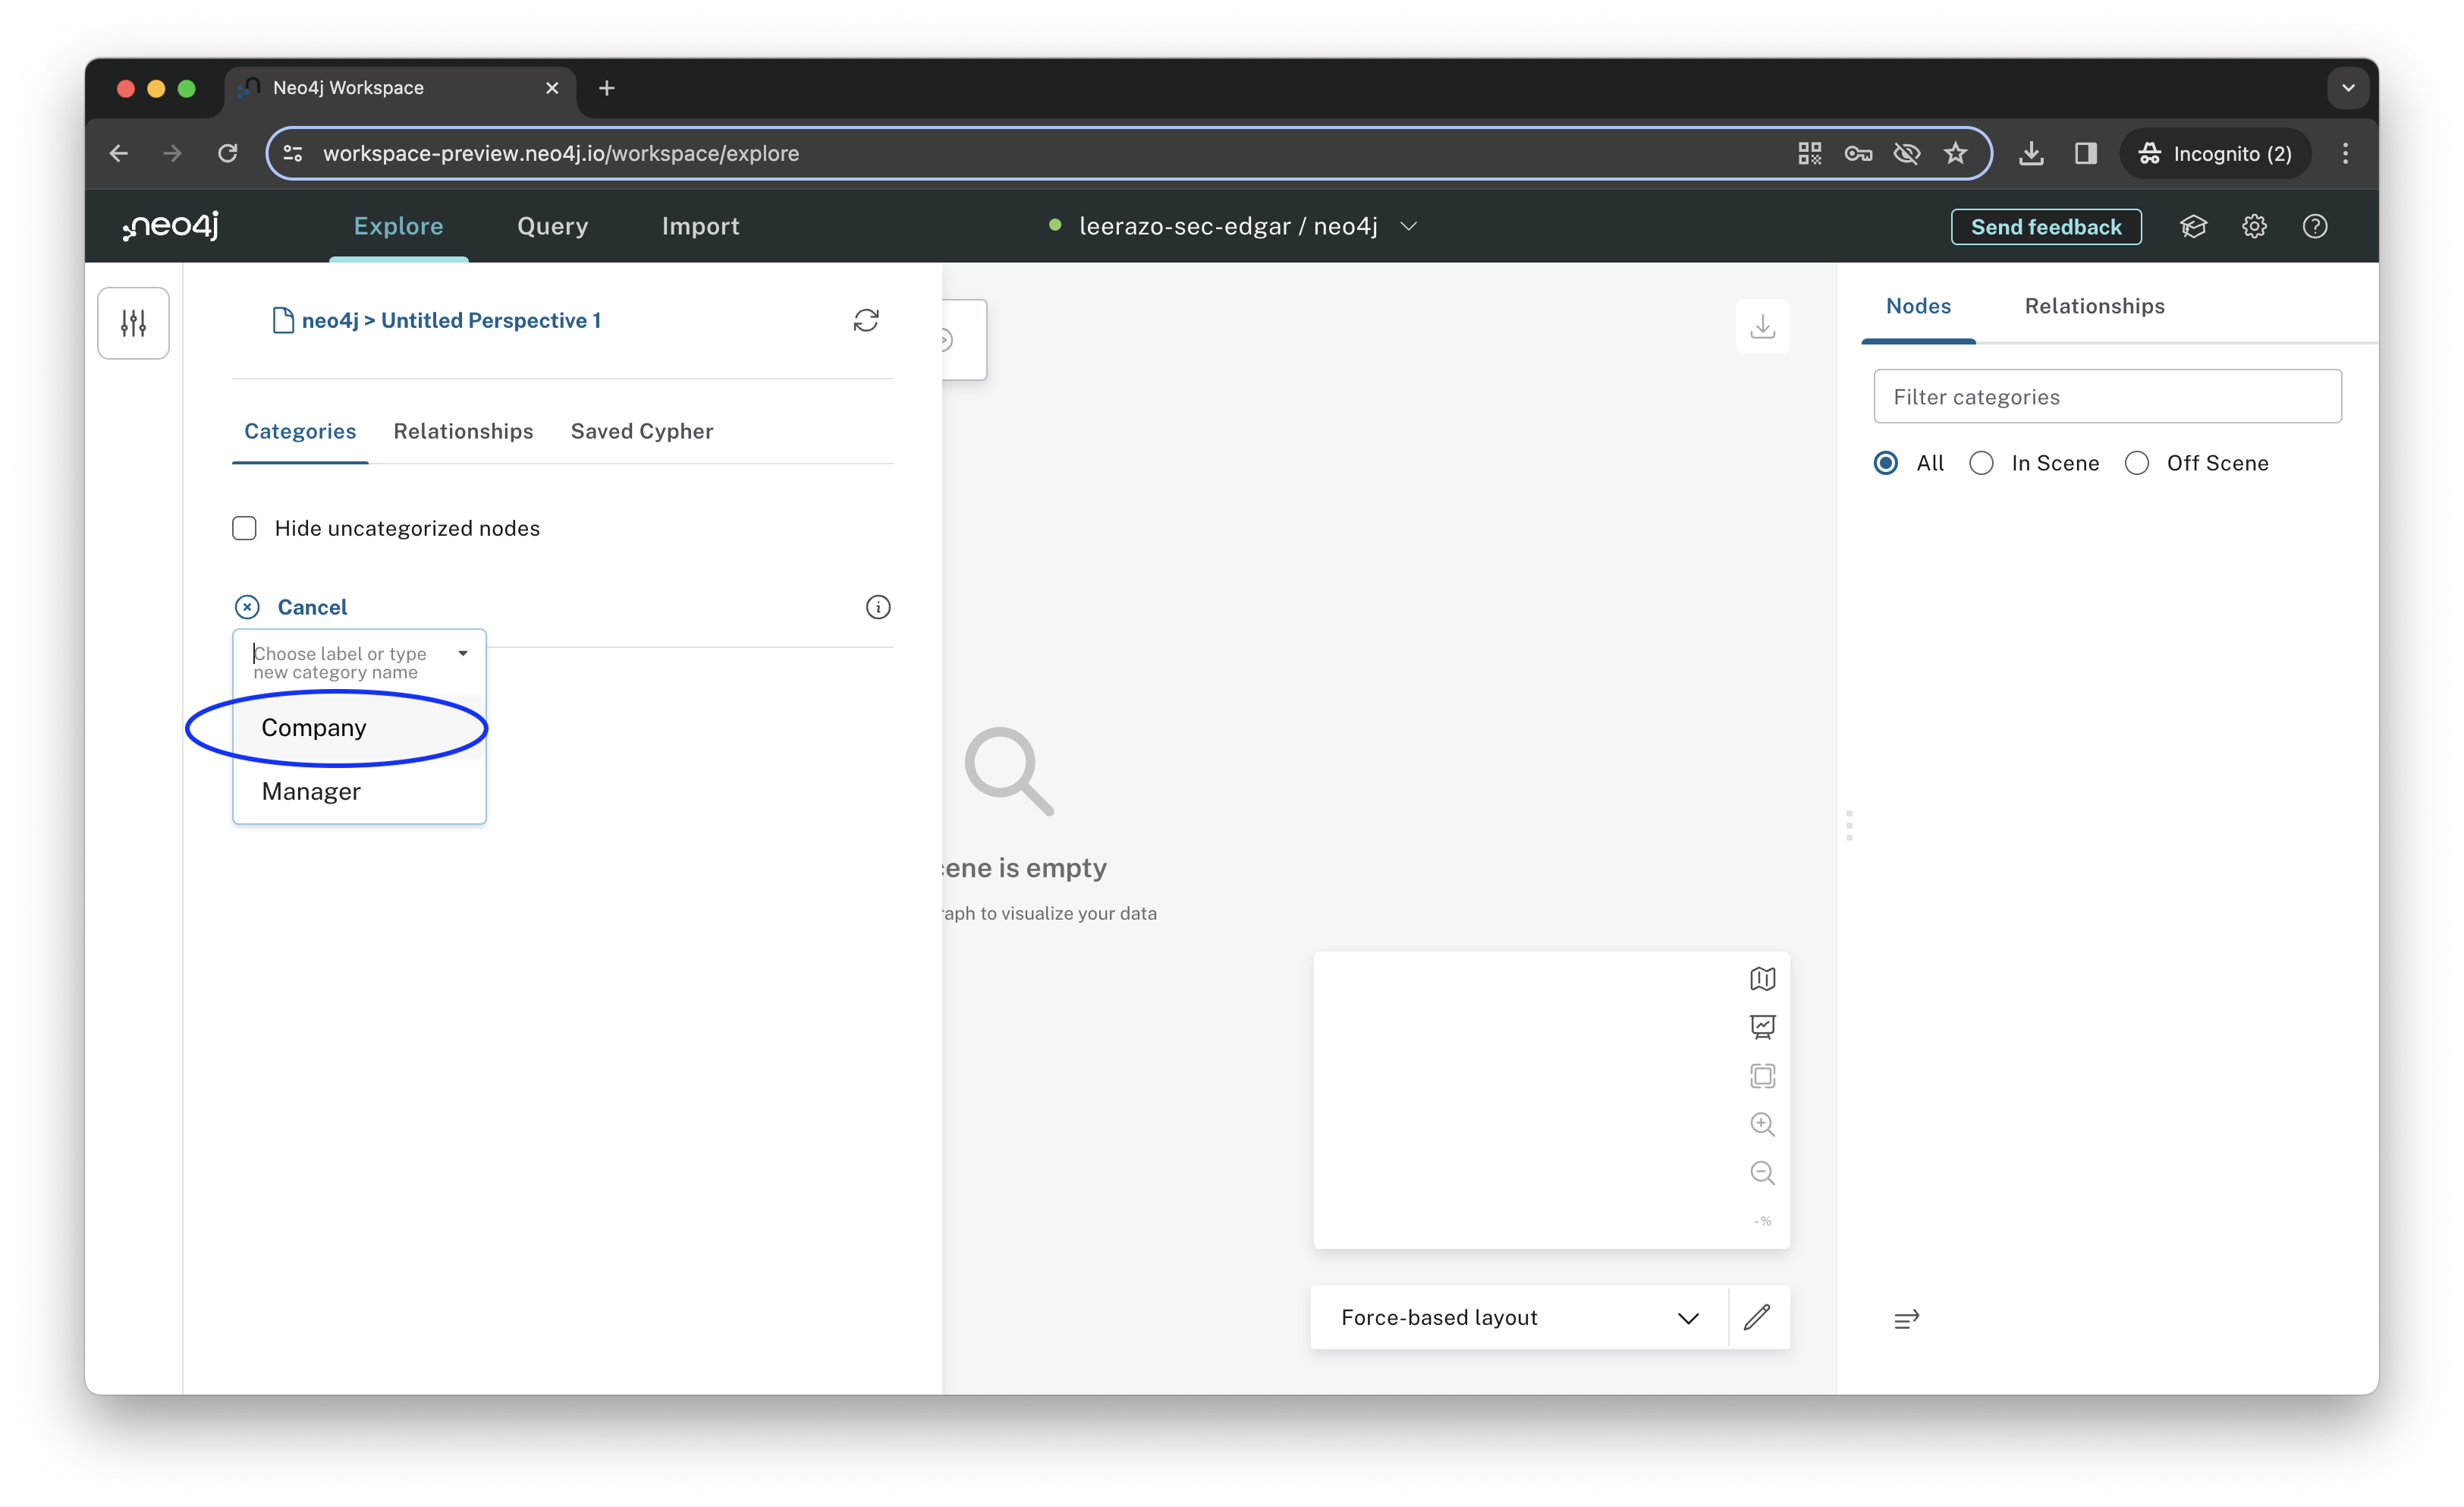 Neo4j Workspace
workspace-preview.neo4j.io/workspace/explore
Incognito (2)
neo4j
Explore
Query
Import
leerazo-sec-edgar / neo4j
Send feedback
neo4j > Untitled Perspective 1
Categories
Relationships
Saved Cypher
Hide uncategorized nodes
Cancel
Choose label or type
new category name
Company
Manager
ene is empty
raph to visualize your data
- %
Force-based layout
Nodes
Relationships
Filter categories
All
In Scene
Off Scene